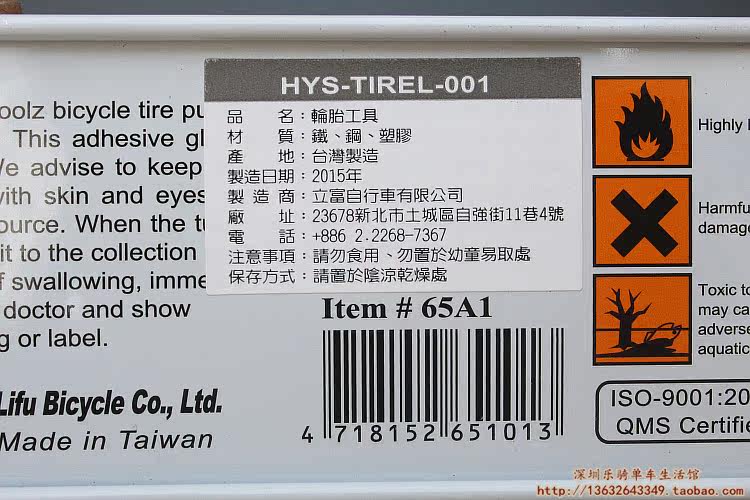 oolz bicycle tire pu
This adhesive gl
We advise to keep
with skin and eyes
ource. When the tu
it to the collection
f swallowing, imme
doctor and show
g or label.
Lifu Bicycle Co., Ltd.
Made in Taiwan
HYS-TIREL-001
品 名：輪胎工具
材 質：鐵、鋼、塑膠
產 地：台灣製造
製造日期：2015年
製 造 商：立富自行車有限公司
廠 址：23678新北市土城區自強街11巷4號
電 話：+886 2.2268-7367
注意事項：請勿食用、勿置於幼童易取處
保存方式：請置於陰涼乾燥處
Item # 65A1
4 718152 651013
Highly
Harmfu
damage
Toxic to
may ca
adverse
aquatic
ISO-9001:20
QMS Certifie
深圳乐骑单车生活馆
http://13632643349.taobao.com